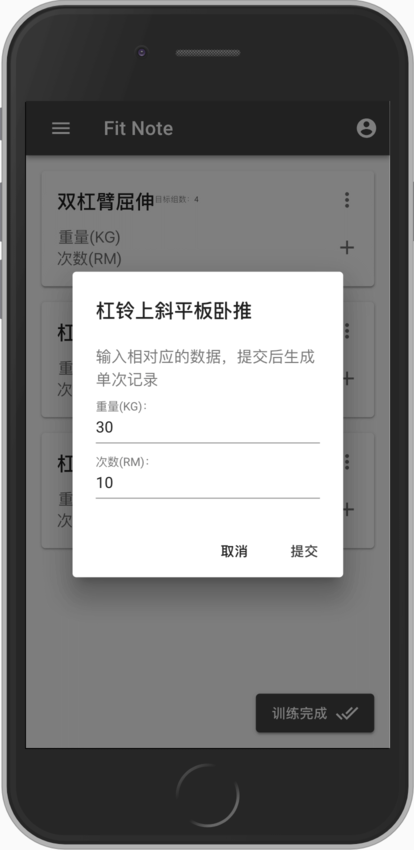 Fit Note
双杠臂屈伸目标组数：4
重量(KG)
次数(RM)
杠铃上斜平板卧推
输入相对应的数据，提交后生成
单次记录
重量(KG)：
30
次数(RM)：
10
取消 提交
杠
重
次
杠
重
次
训练完成